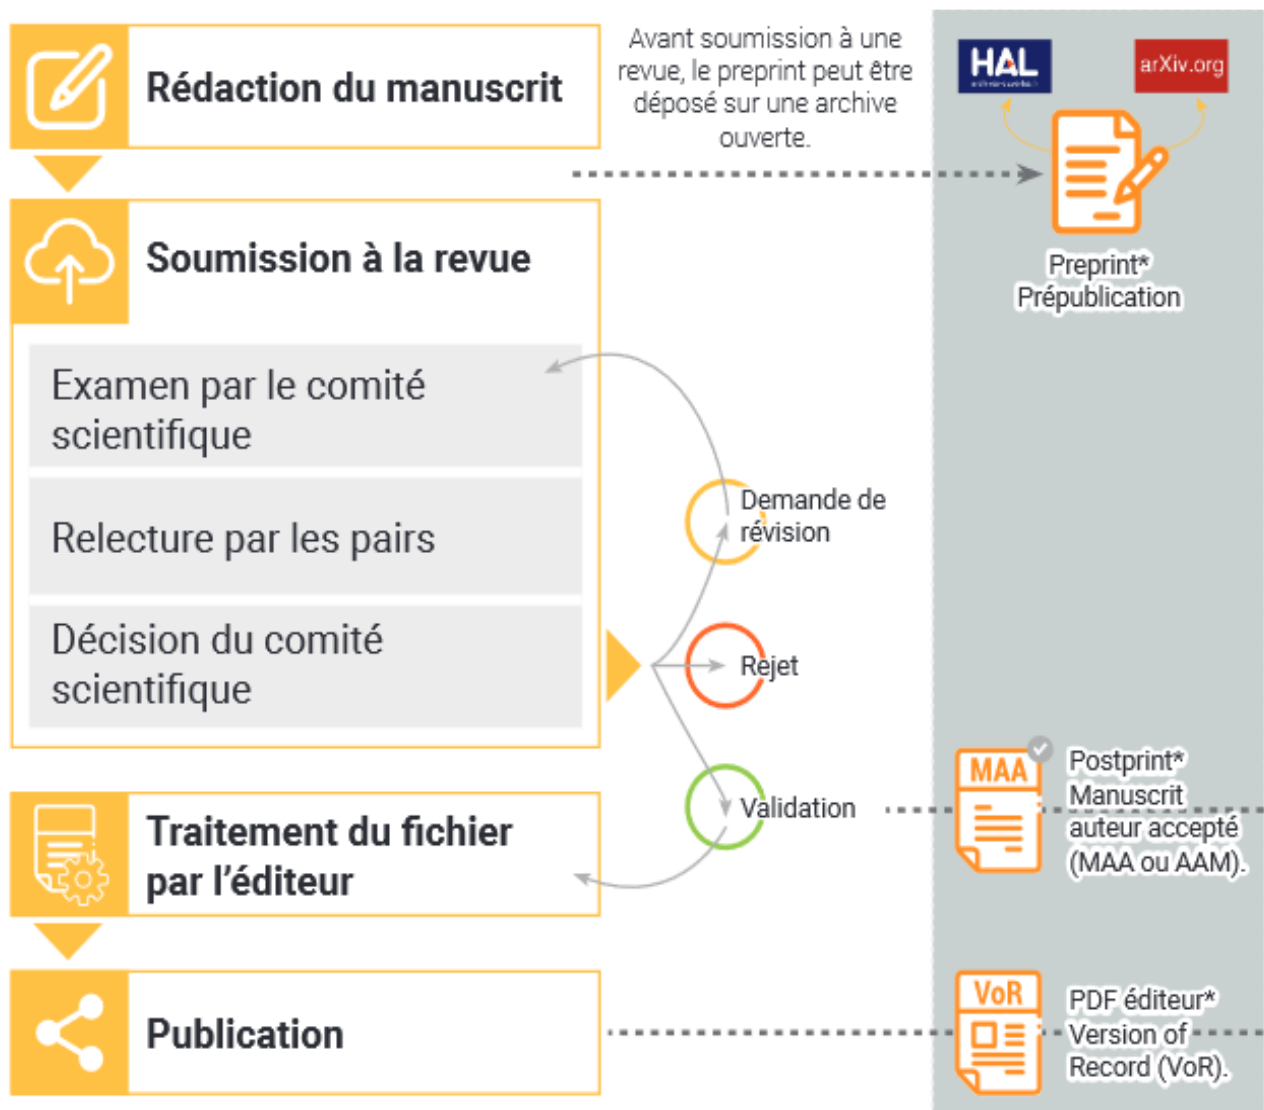 Rédaction du manuscrit
Avant soumission à une
revue, le preprint peut être
déposé sur une archive
ouverte.
HAL
arXiv.org
Preprint*
Prépublication
Soumission à la revue
Examen par le comité
scientifique
Relecture par les pairs
Décision du comité
scientifique
Demande de
révision
Rejet
Validation
MAA
Postprint*
Manuscrit
auteur accepté
(MAA ou AAM).
Traitement du fichier
par l’éditeur
Publication
VoR
PDF éditeur*
Version of
Record (VoR).